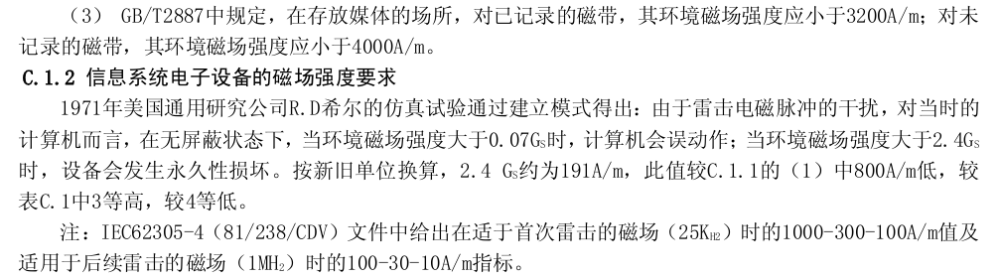 （3） GB/T2887中规定，在存放媒体的场所，对已记录的磁带，其环境磁场强度应小于3200A/m；对未
记录的磁带，其环境磁场强度应小于4000A/m。
C.1.2 信息系统电子设备的磁场强度要求
1971年美国通用研究公司R.D希尔的仿真试验通过建立模式得出：由于雷击电磁脉冲的干扰，对当时的
计算机而言，在无屏蔽状态下，当环境磁场强度大于0.07Gs时，计算机会误动作；当环境磁场强度大于2.4Gs
时，设备会发生永久性损坏。按新旧单位换算，2.4 Gs约为191A/m，此值较C.1.1的（1）中800A/m低，较
表C.1中3等高，较4等低。
注：IEC62305-4（81/238/CDV）文件中给出在适于首次雷击的磁场（25KH2）时的1000-300-100A/m值及
适用于后续雷击的磁场（1MH2）时的100-30-10A/m指标。